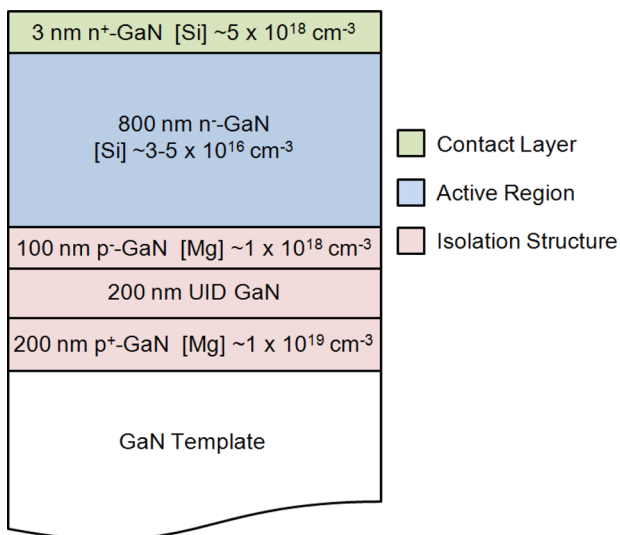 3 nm n⁺-GaN [Si] ~5 x 10¹⁸ cm⁻³
800 nm n⁻-GaN
[Si] ~3-5 x 10¹⁶ cm⁻³
100 nm p⁻-GaN [Mg] ~1 x 10¹⁸ cm⁻³
200 nm UID GaN
200 nm p⁺-GaN [Mg] ~1 x 10¹⁹ cm⁻³
GaN Template
Contact Layer
Active Region
Isolation Structure